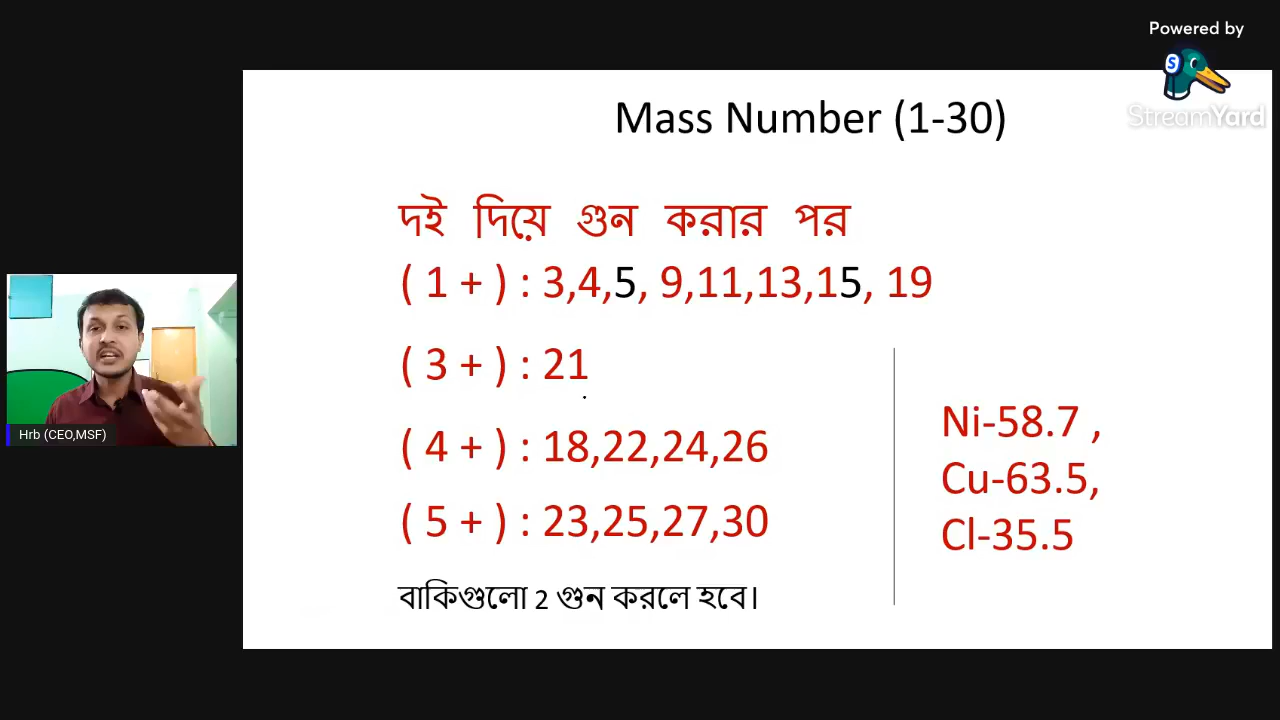 Powered by
StreamYard
Mass Number (1-30)
দই দিয়ে গুন করার পর
( 1 + ) : 3,4,5, 9,11,13,15, 19
( 3 + ) : 21
( 4 + ) : 18,22,24,26
( 5 + ) : 23,25,27,30
বাকিগুলো 2 গুন করলে হবে।
Ni-58.7 ,
Cu-63.5,
Cl-35.5
Hrb (CEO,MSF)